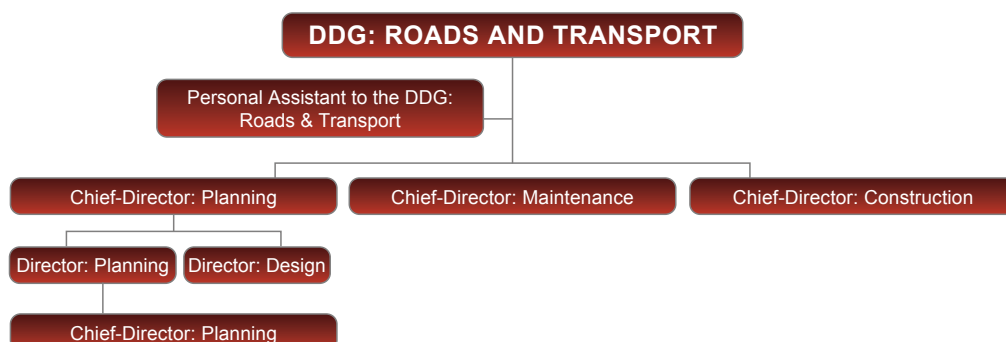 DDG: ROADS AND TRANSPORT
Personal Assistant to the DDG:
Roads & Transport
Chief-Director: Planning
Chief-Director: Maintenance
Chief-Director: Construction
Director: Planning
Director: Design
Chief-Director: Planning